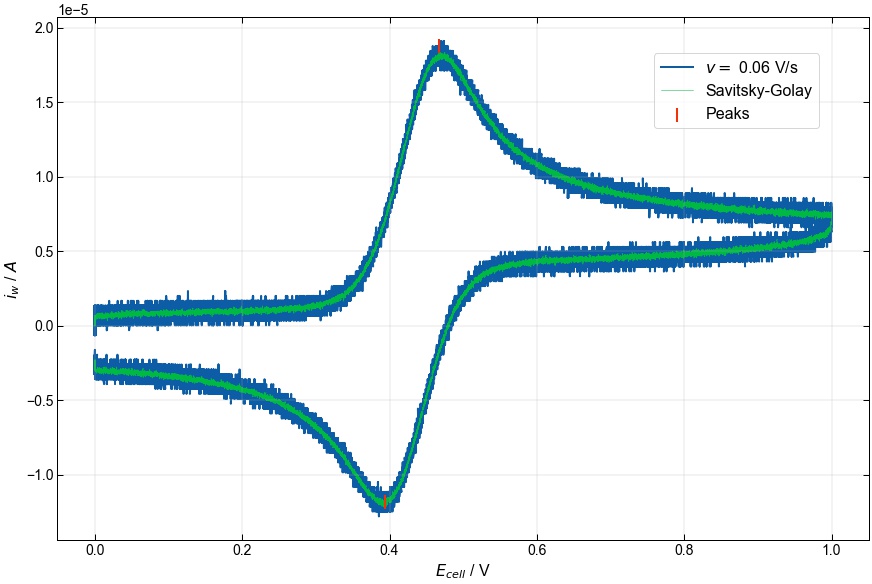 1e−5
2.0
1.5
1.0
0.5
0.0
−0.5
−1.0
i_w / A
v = 0.06 V/s
Savitsky-Golay
Peaks
0.0 0.2 0.4 0.6 0.8 1.0
E_cell / V